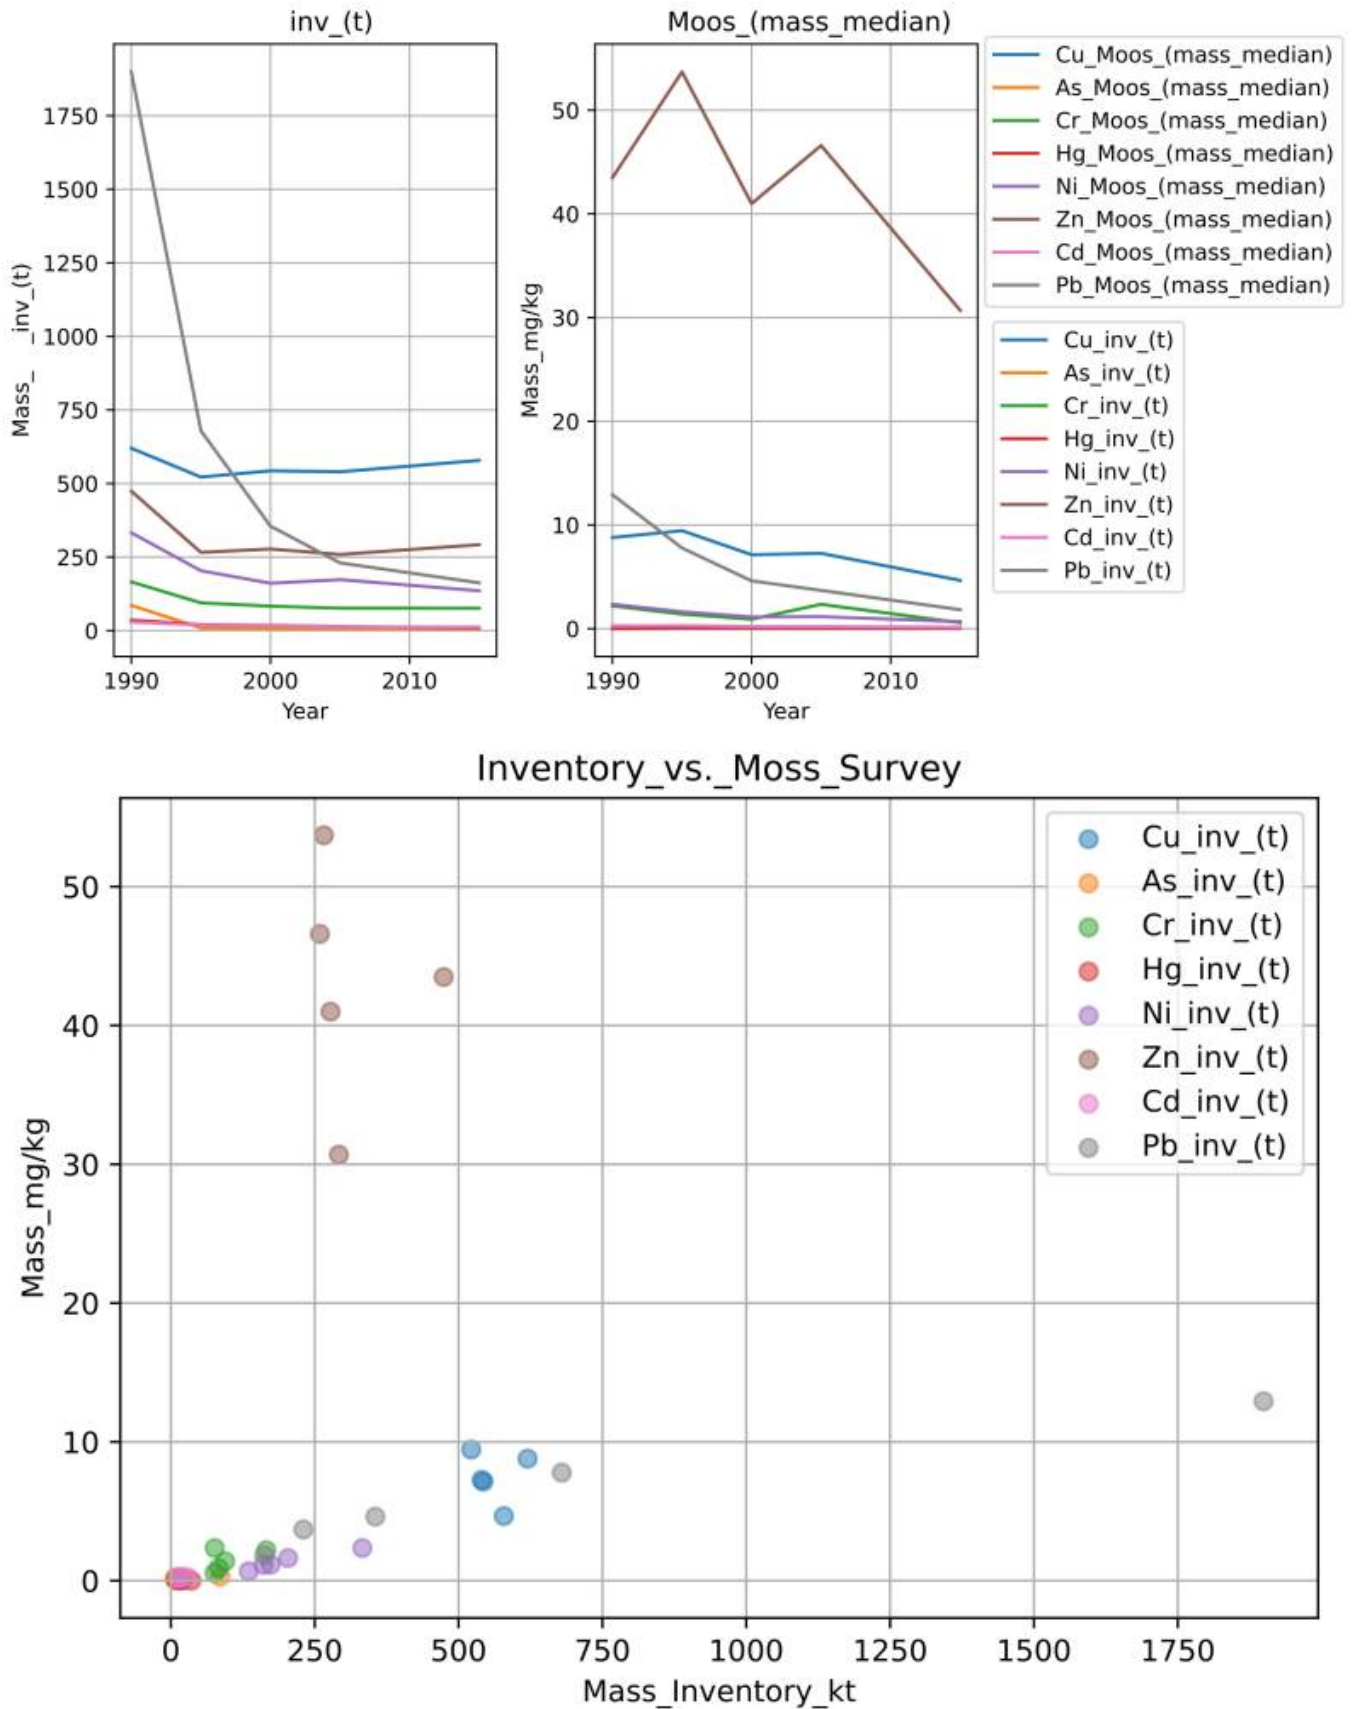 inv_(t)
1750
1500
1250
1000
750
500
250
0
Mass_ _inv_(t)
1990
2000
2010
Year
Moos_(mass_median)
50
40
30
20
10
0
Mass_mg/kg
1990
2000
2010
Year
Cu_Moos_(mass_median)
As_Moos_(mass_median)
Cr_Moos_(mass_median)
Hg_Moos_(mass_median)
Ni_Moos_(mass_median)
Zn_Moos_(mass_median)
Cd_Moos_(mass_median)
Pb_Moos_(mass_median)
Cu_inv_(t)
As_inv_(t)
Cr_inv_(t)
Hg_inv_(t)
Ni_inv_(t)
Zn_inv_(t)
Cd_inv_(t)
Pb_inv_(t)
Inventory_vs._Moss_Survey
50
40
30
20
10
0
Mass_mg/kg
0
250
500
750
1000
1250
1500
1750
Mass_Inventory_kt
Cu_inv_(t)
As_inv_(t)
Cr_inv_(t)
Hg_inv_(t)
Ni_inv_(t)
Zn_inv_(t)
Cd_inv_(t)
Pb_inv_(t)